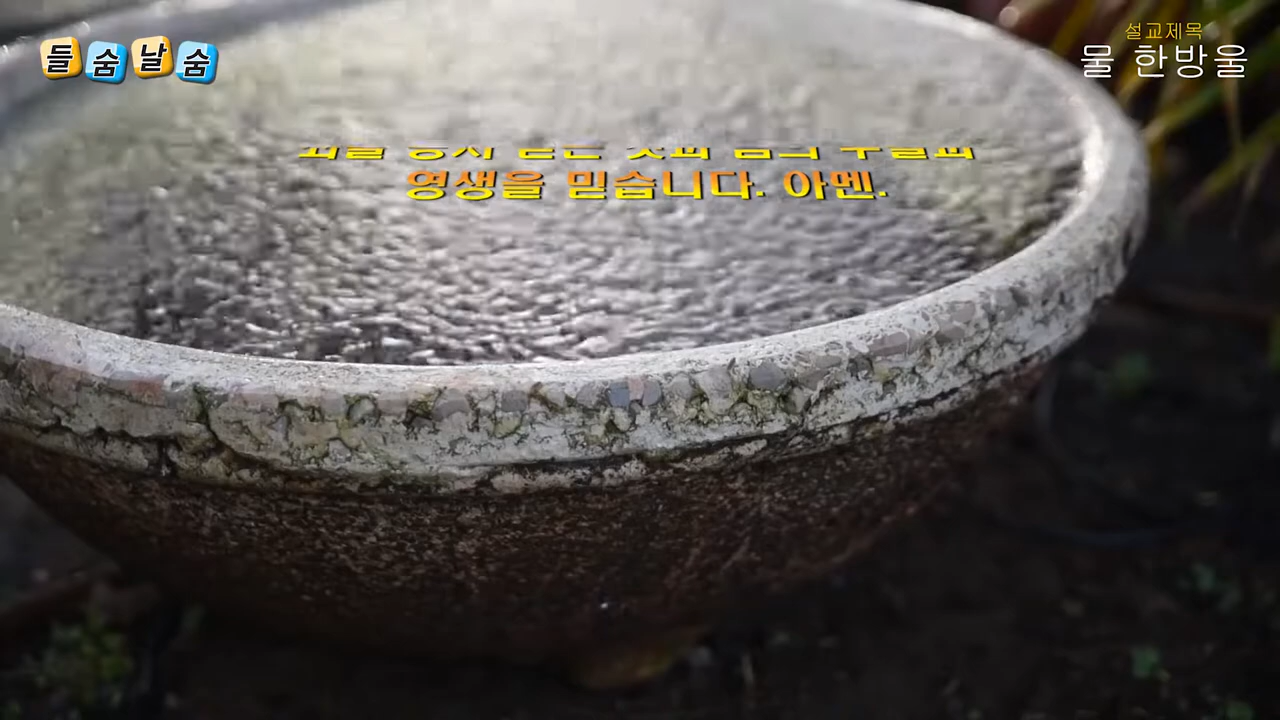 들숨날숨
설교제목
물 한방울
영생을 믿습니다. 아멘.